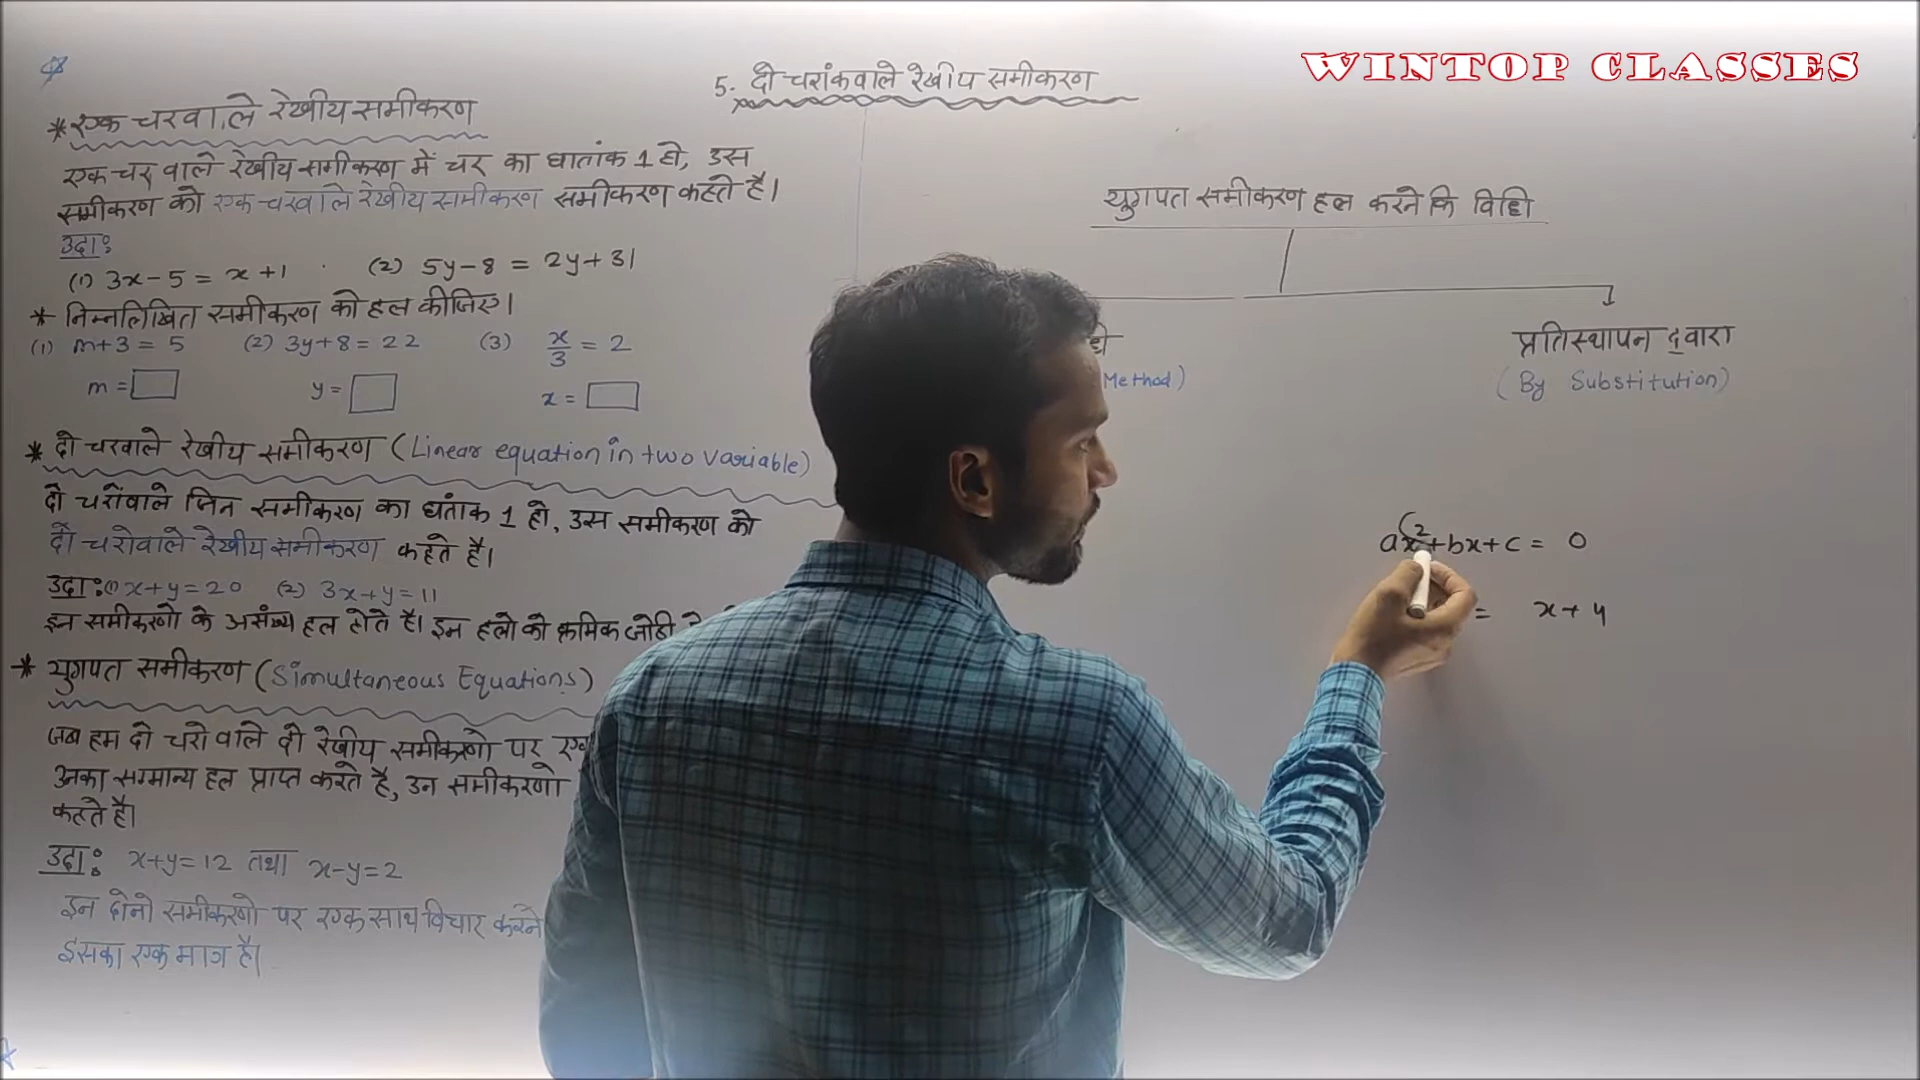 WINTOP CLASSES
5. दो चरांकवाले रेखीय समीकरण
*एक चरवाले रेखीय समीकरण
एक चर वाले रेखीय समीकरण में चर का घातांक 1 हो, उस
समीकरण को एक चरवाले रेखीय समीकरण समीकरण कहते है।
उदा:
(1) 3x-5 = x+1 (2) 5y-8 = 2y+31
* निम्नलिखित समीकरण को हल कीजिए।
(1) m+3 = 5 (2) 3y+8=22 (3) x/3 = 2
m= y= x=
* दो चरवाले रेखीय समीकरण (Linear equation in two variable)
दो चरोंवाले जिन समीकरण का घंतांक 1 हो, उस समीकरण को
दो चरोवाले रेखीय समीकरण कहेते है।
उदा:(1) x+y=20 (2) 3x+y=11
इन समीकरणो के असंख्य हल होते है। इन हलो को क्रमिक जोडी
* युगपत समीकरण (Simultaneous Equations)
जब हम दो चरो वाले दो रेखीय समीकरणो पर
उनका सामान्य हल प्राप्त करते है, उन समीकरणो
कहते है।
उदा: x+y=12 तथा x-y=2
इन दोनो समीकरणो पर एक साथ विचार करने
इसका एक मात्र है।
युगपत समीकरण हल करने कि विधि
Method)
प्रतिस्थापन द्वारा
(By Substitution)
ax²+bx+c = 0
= x+y